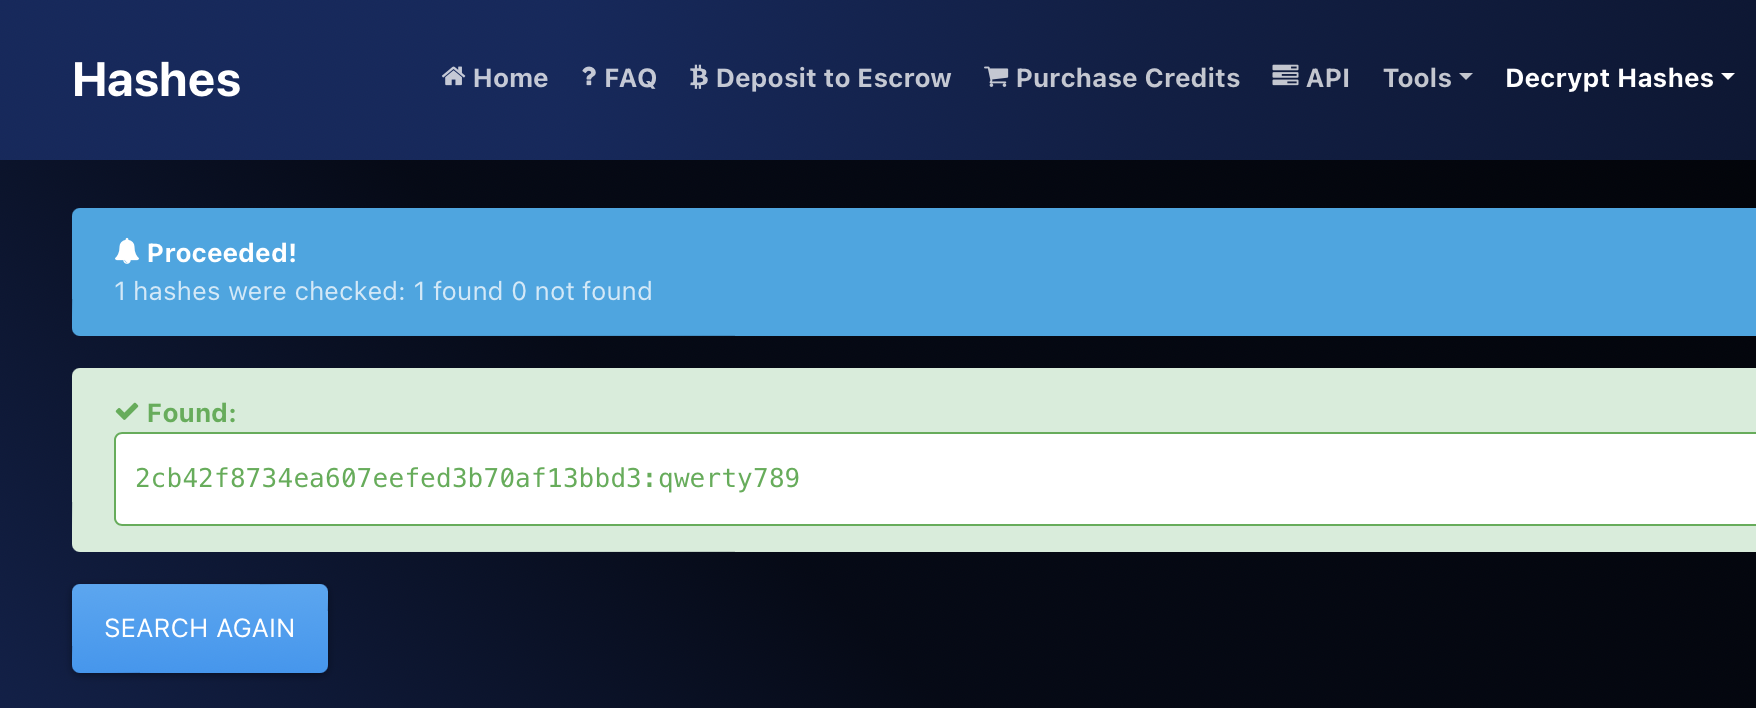 Hashes
Home ? FAQ Deposit to Escrow Purchase Credits API Tools Decrypt Hashes
Proceeded!
1 hashes were checked: 1 found 0 not found
Found:
2cb42f8734ea607eefed3b70af13bbd3:qwerty789
SEARCH AGAIN